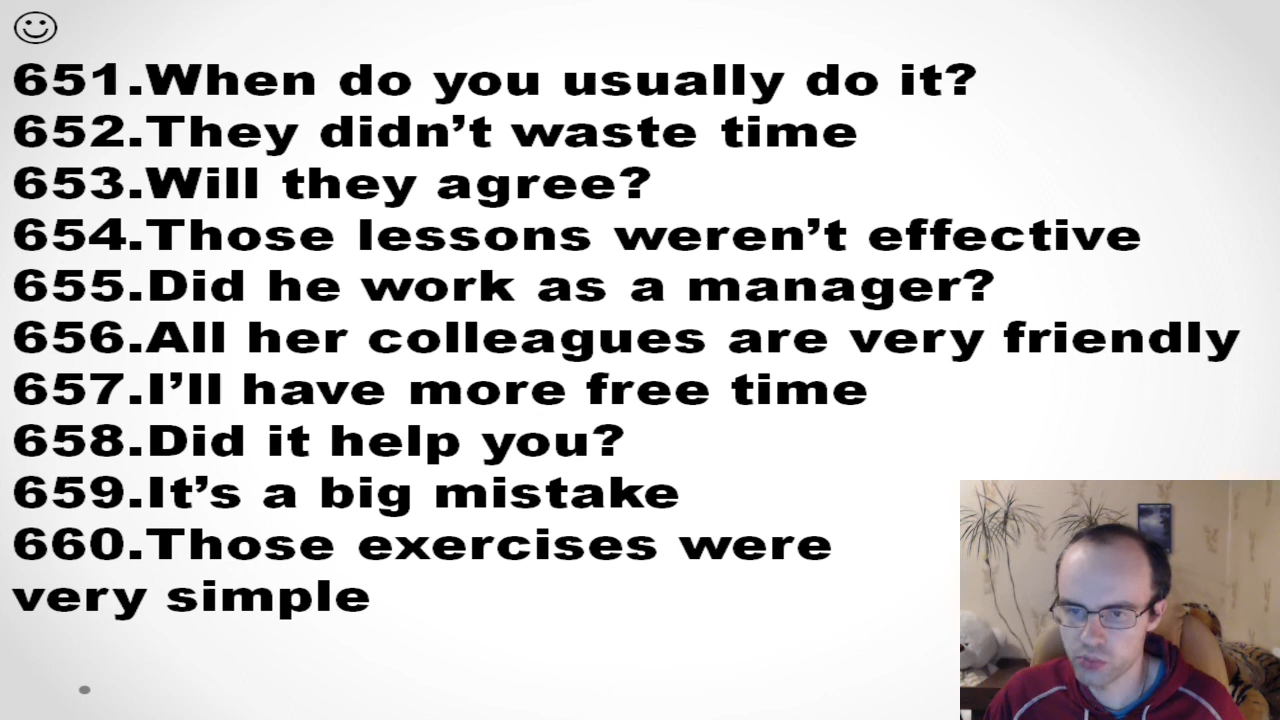 651.When do you usually do it?
652.They didn’t waste time
653.Will they agree?
654.Those lessons weren’t effective
655.Did he work as a manager?
656.All her colleagues are very friendly
657.I’ll have more free time
658.Did it help you?
659.It’s a big mistake
660.Those exercises were
very simple